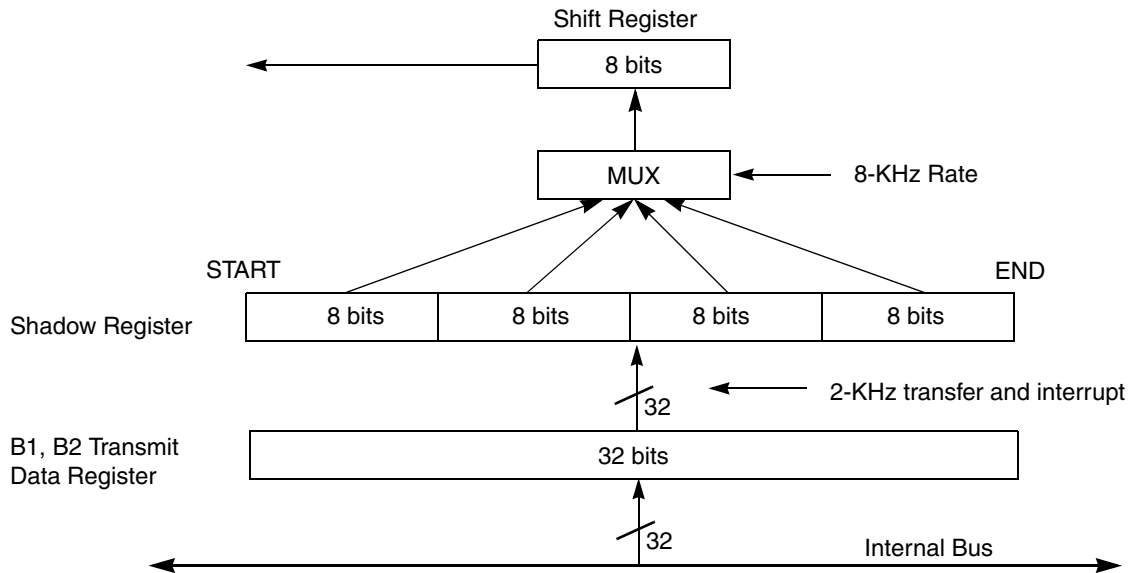 Shift Register
8 bits
MUX
8-KHz Rate
START
END
Shadow Register
8 bits
8 bits
8 bits
8 bits
2-KHz transfer and interrupt
32
B1, B2 Transmit
Data Register
32 bits
32
Internal Bus